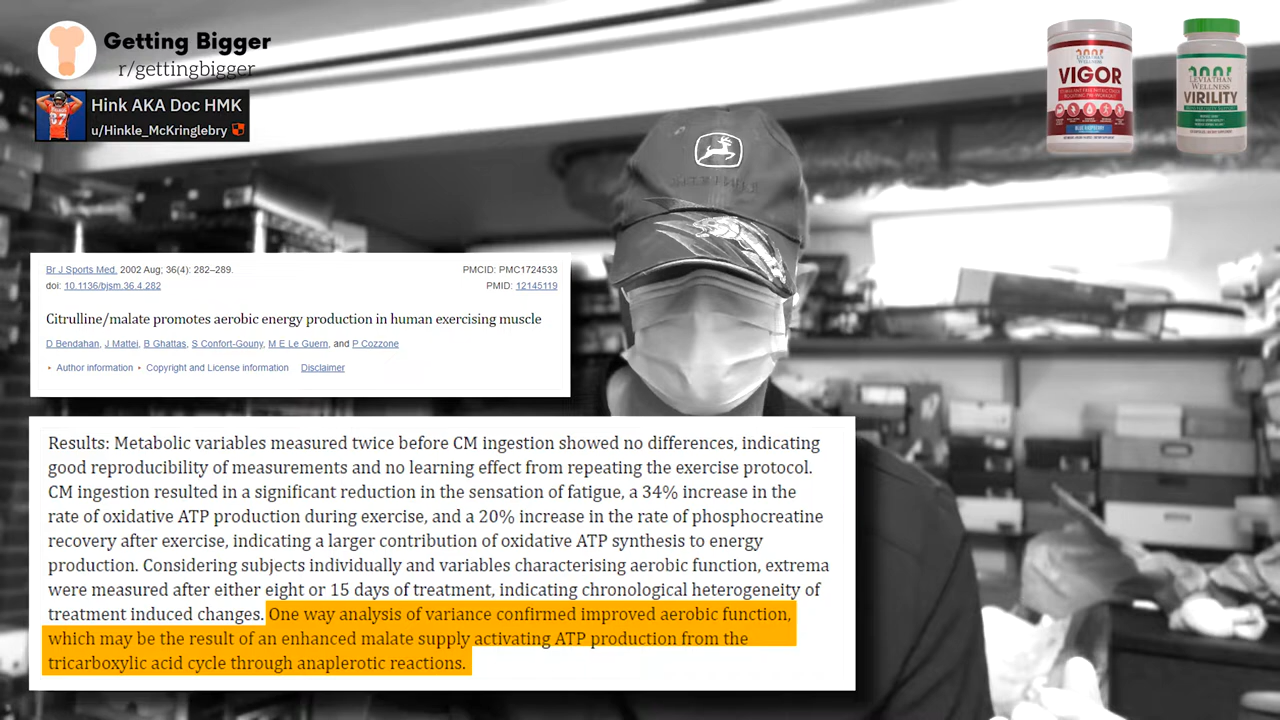 Getting Bigger
r/gettingbigger
Hink AKA Doc HMK
u/Hinkle_McKringlebry
LEVIATHAN
WELLNESS
VIGOR
BLUE RASPBERRY
LEVIATHAN
WELLNESS
VIRILITY
Br J Sports Med. 2002 Aug; 36(4): 282–289.
PMCID: PMC1724533
doi: 10.1136/bjsm.36.4.282
PMID: 12145119
Citrulline/malate promotes aerobic energy production in human exercising muscle
D Bendahan, J Mattei, B Ghattas, S Confort-Gouny, M E Le Guern, and P Cozzone
• Author information • Copyright and License information Disclaimer
Results: Metabolic variables measured twice before CM ingestion showed no differences, indicating
good reproducibility of measurements and no learning effect from repeating the exercise protocol.
CM ingestion resulted in a significant reduction in the sensation of fatigue, a 34% increase in the
rate of oxidative ATP production during exercise, and a 20% increase in the rate of phosphocreatine
recovery after exercise, indicating a larger contribution of oxidative ATP synthesis to energy
production. Considering subjects individually and variables characterising aerobic function, extrema
were measured after either eight or 15 days of treatment, indicating chronological heterogeneity of
treatment induced changes. One way analysis of variance confirmed improved aerobic function,
which may be the result of an enhanced malate supply activating ATP production from the
tricarboxylic acid cycle through anaplerotic reactions.